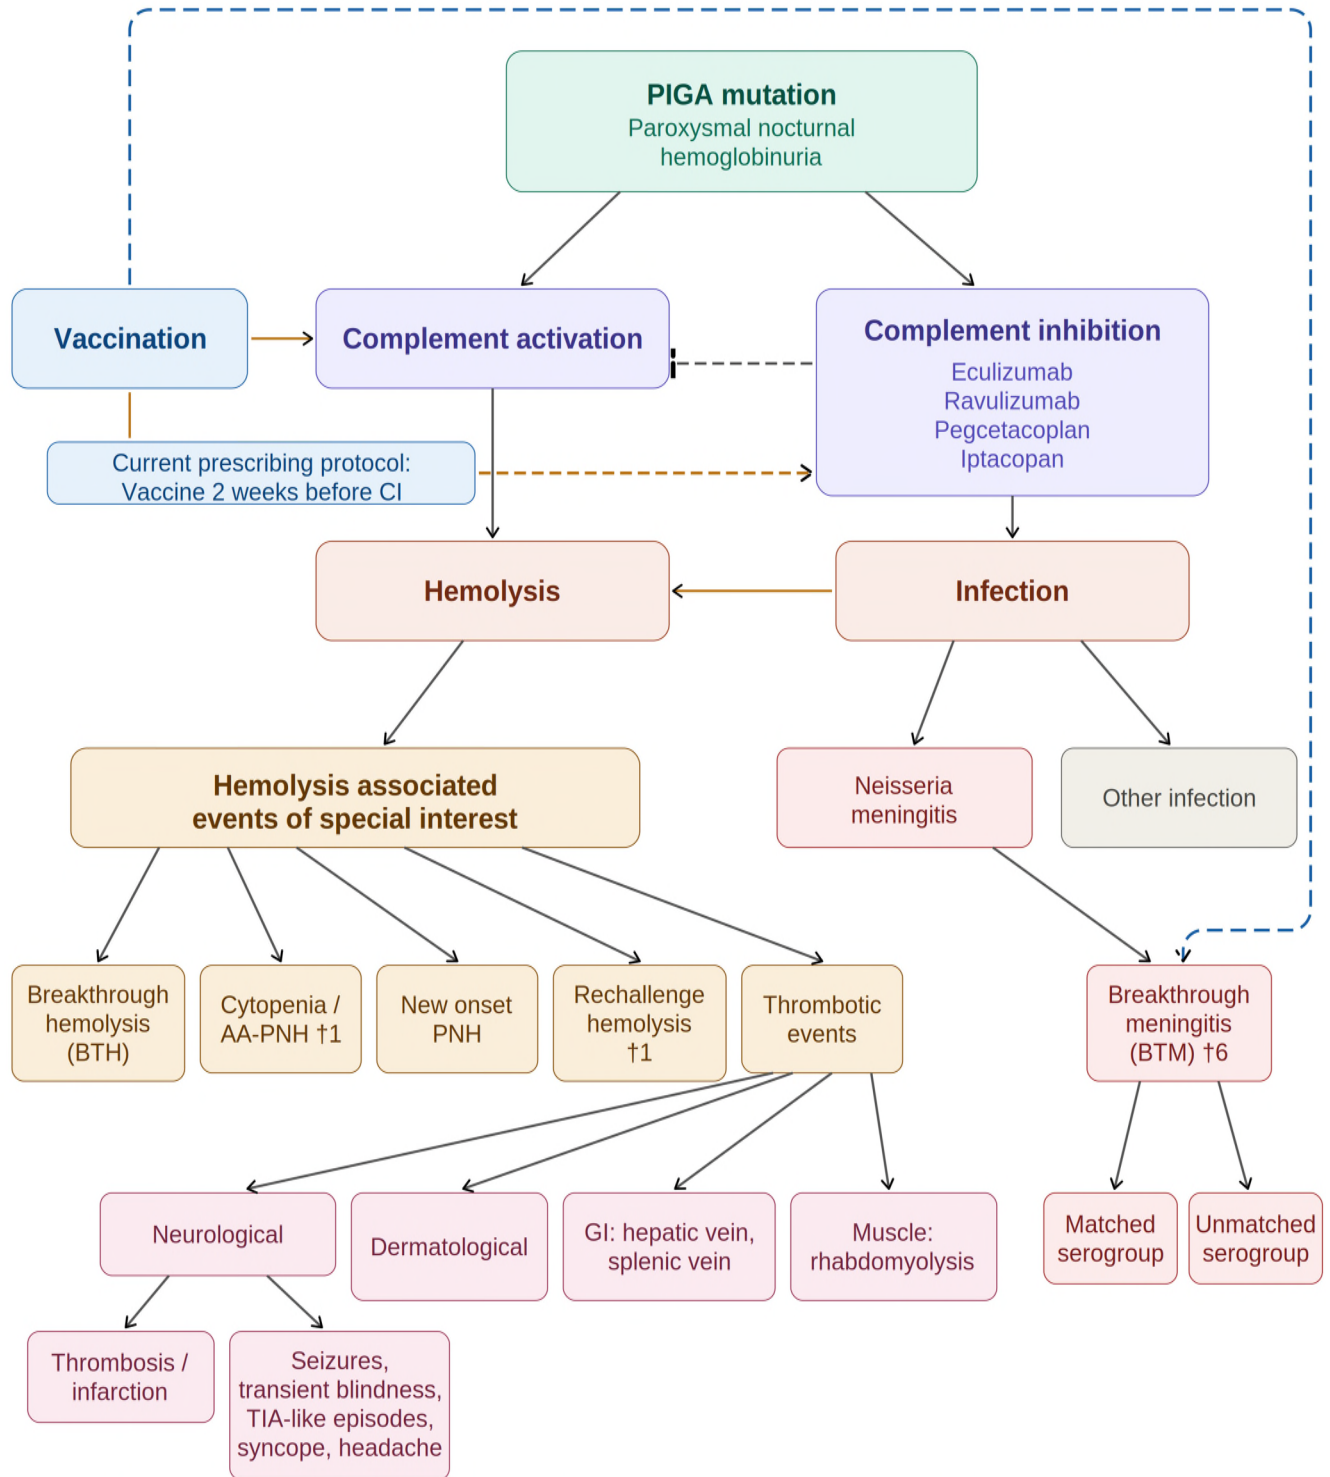 PIGA mutation
Paroxysmal nocturnal
hemoglobinuria
Vaccination
Complement activation
Complement inhibition
Eculizumab
Ravulizumab
Pegcetacoplan
Iptacopan
Current prescribing protocol:
Vaccine 2 weeks before CI
Hemolysis
Infection
Hemolysis associated
events of special interest
Neisseria
meningitis
Other infection
Breakthrough
hemolysis
(BTH)
Cytopenia /
AA-PNH †1
New onset
PNH
Rechallenge
hemolysis
†1
Thrombotic
events
Breakthrough
meningitis
(BTM) †6
Neurological
Dermatological
GI: hepatic vein,
splenic vein
Muscle:
rhabdomyolysis
Matched
serogroup
Unmatched
serogroup
Thrombosis /
infarction
Seizures,
transient blindness,
TIA-like episodes,
syncope, headache